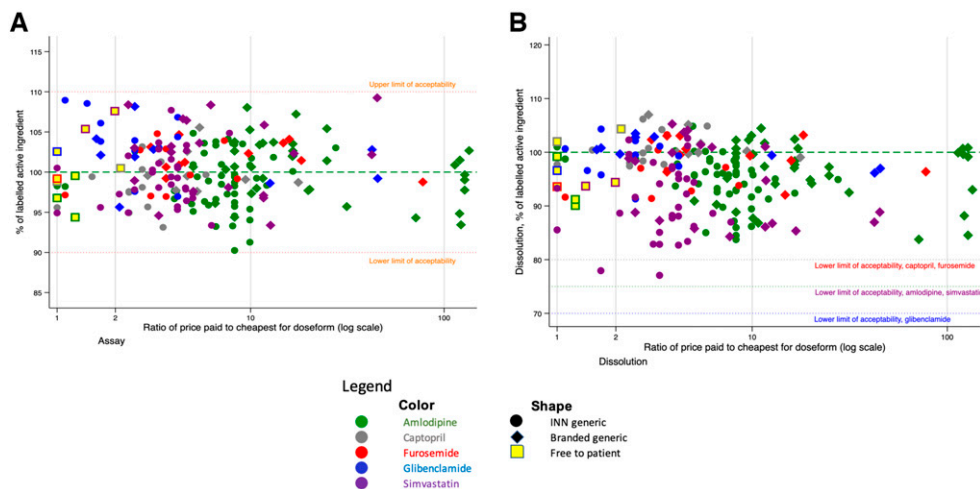 A
B
115
110
105
100
95
90
85
% of labelled active ingredient
Upper limit of acceptability
Lower limit of acceptability
1
2
10
100
Ratio of price paid to cheapest for doseform (log scale)
Assay
120
110
100
90
80
70
Dissolution, % of labelled active ingredient
Lower limit of acceptability, captopril, furosemide
Lower limit of acceptability, amlodipine, simvastatin
Lower limit of acceptability, glibenclamide
1
2
10
100
Ratio of price paid to cheapest for doseform (log scale)
Dissolution
Legend
Color
Amlodipine
Captopril
Furosemide
Glibenclamide
Simvastatin
Shape
INN generic
Branded generic
Free to patient